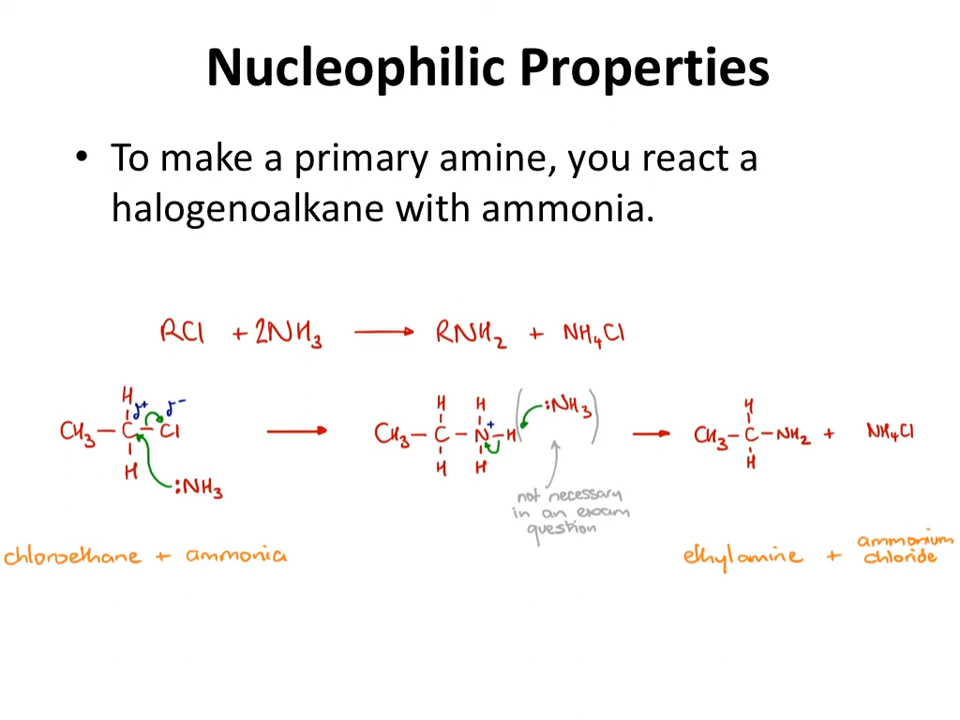 Nucleophilic Properties
• To make a primary amine, you react a
halogenoalkane with ammonia.
RCl + 2NH₃ → RNH₂ + NH₄Cl
H H H :NH₃ H
δ+ δ-
CH₃ – C – Cl → CH₃ – C – N⁺ – H → CH₃ – C – NH₂ + NH₄Cl
H H H H
:NH₃
not necessary
in an exam
question
chloroethane + ammonia
ethylamine + ammonium
chloride